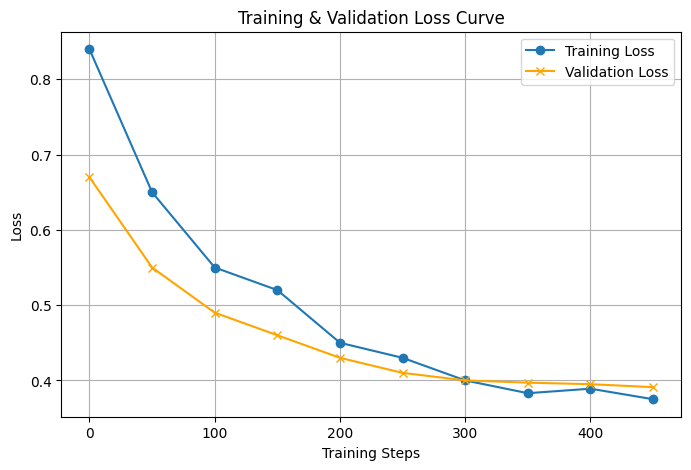 Training & Validation Loss Curve
Training Loss
Validation Loss
Loss
0.8
0.7
0.6
0.5
0.4
0
100
200
300
400
Training Steps